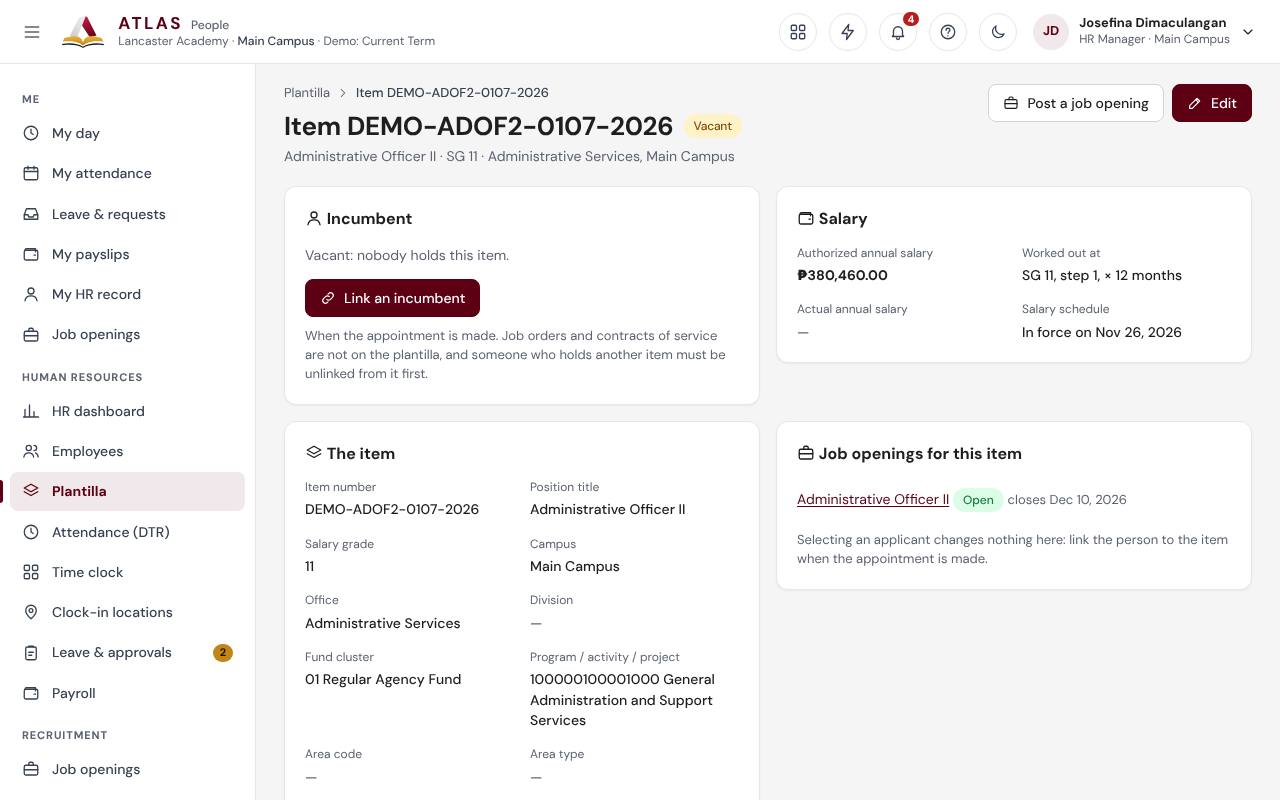 ATLAS People
Lancaster Academy · Main Campus · Demo: Current Term
4
JD
Josefina Dimaculangan
HR Manager · Main Campus
ME
My day
My attendance
Leave & requests
My payslips
My HR record
Job openings
HUMAN RESOURCES
HR dashboard
Employees
Plantilla
Attendance (DTR)
Time clock
Clock-in locations
Leave & approvals 2
Payroll
RECRUITMENT
Job openings
Plantilla > Item DEMO-ADOF2-0107-2026
Item DEMO-ADOF2-0107-2026 Vacant
Administrative Officer II · SG 11 · Administrative Services, Main Campus
Post a job opening
Edit
Incumbent
Vacant: nobody holds this item.
Link an incumbent
When the appointment is made. Job orders and contracts of service
are not on the plantilla, and someone who holds another item must be
unlinked from it first.
Salary
Authorized annual salary
₱380,460.00
Worked out at
SG 11, step 1, × 12 months
Actual annual salary
—
Salary schedule
In force on Nov 26, 2026
The item
Item number
DEMO-ADOF2-0107-2026
Position title
Administrative Officer II
Salary grade
11
Campus
Main Campus
Office
Administrative Services
Division
—
Fund cluster
01 Regular Agency Fund
Program / activity / project
100000100001000 General
Administration and Support
Services
Area code
—
Area type
—
Job openings for this item
Administrative Officer II Open closes Dec 10, 2026
Selecting an applicant changes nothing here: link the person to the item
when the appointment is made.